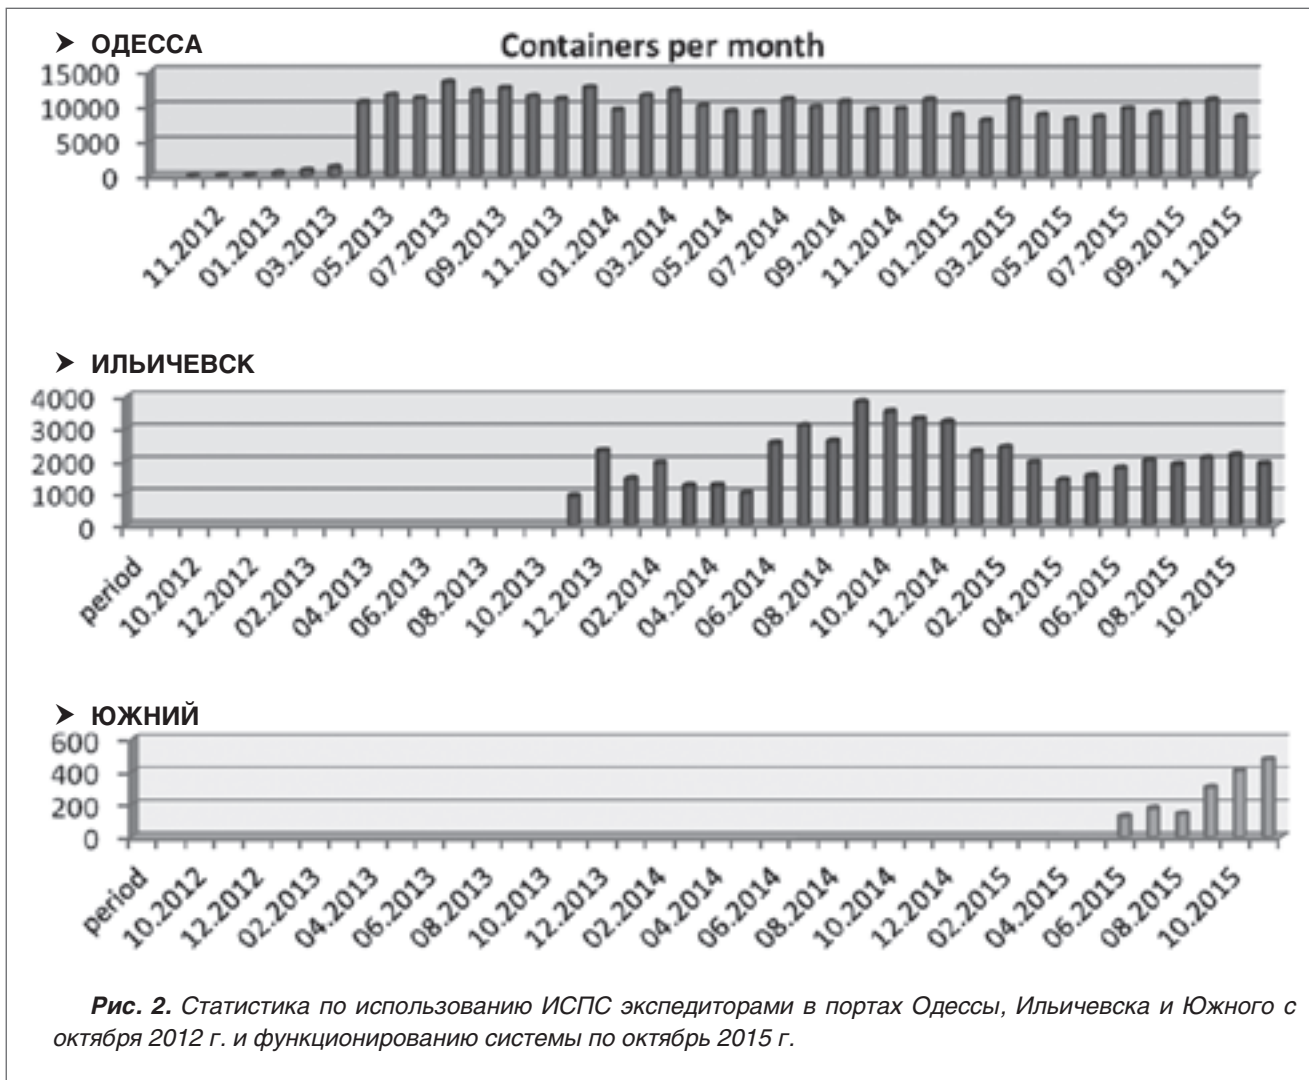 ➤ ОДЕССА
Containers per month
15000
10000
5000
0
11.2012 01.2013 03.2013 05.2013 07.2013 09.2013 11.2013 01.2014 03.2014 05.2014 07.2014 09.2014 11.2014 01.2015 03.2015 05.2015 07.2015 09.2015 11.2015
➤ ИЛЬИЧЕВСК
4000
3000
2000
1000
0
period 10.2012 12.2012 02.2013 04.2013 06.2013 08.2013 10.2013 12.2013 02.2014 04.2014 06.2014 08.2014 10.2014 12.2014 02.2015 04.2015 06.2015 08.2015 10.2015
➤ ЮЖНИЙ
600
400
200
0
period 10.2012 12.2012 02.2013 04.2013 06.2013 08.2013 10.2013 12.2013 02.2014 04.2014 06.2014 08.2014 10.2014 12.2014 02.2015 04.2015 06.2015 08.2015 10.2015
Рис. 2. Статистика по использованию ИСПС экспедиторами в портах Одессы, Ильичевска и Южного с
октября 2012 г. и функционированию системы по октябрь 2015 г.